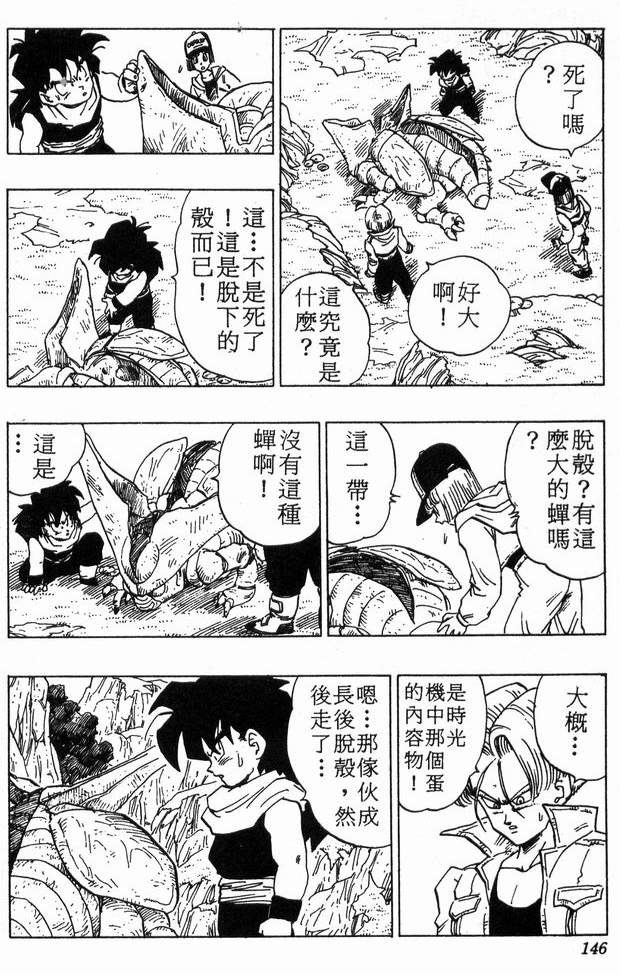 死了嗎
？
好大
啊！
這究竟是
什麼？
這…不是死了
！這是脫下的
殼而已！
脫殼？有這
麼大的蟬嗎
？
這一帶…
沒有這種
蟬啊！
這是
…
大概…
是時光
機中那個蛋
的內容物！
嗯…那傢伙成
長後脫殼，然
後走了…
146